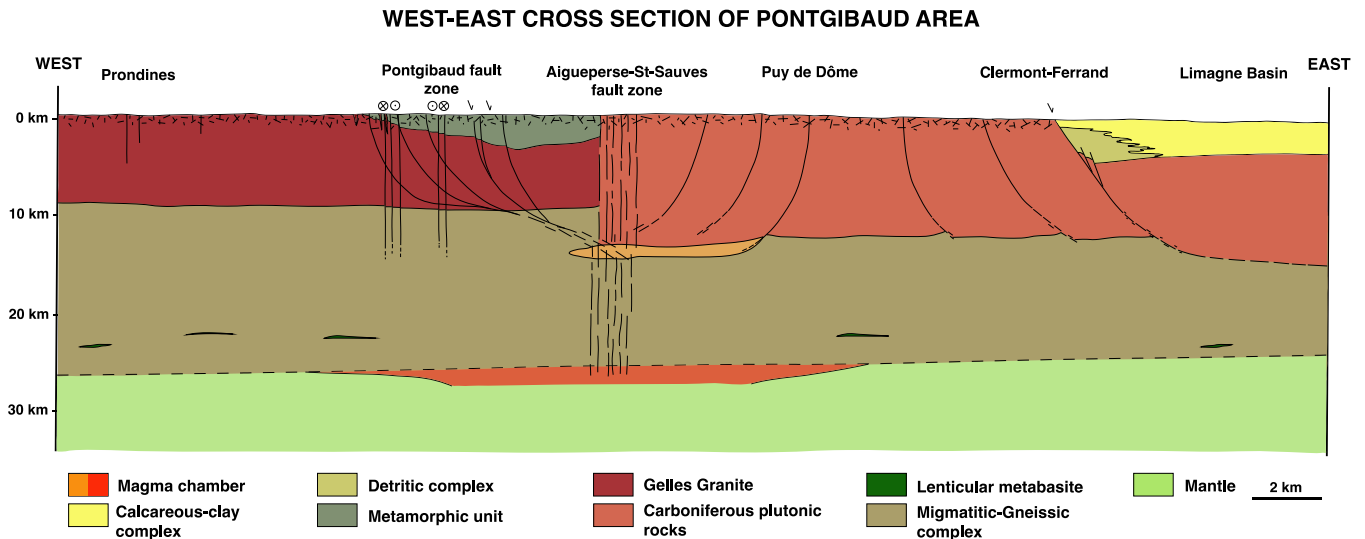 WEST-EAST CROSS SECTION OF PONTGIBAUD AREA
WEST
Prondines
Pontgibaud fault
zone
Aigueperse-St-Sauves
fault zone
Puy de Dôme
Clermont-Ferrand
Limagne Basin
EAST
0 km
10 km
20 km
30 km
Magma chamber
Calcareous-clay
complex
Detritic complex
Metamorphic unit
Gelles Granite
Carboniferous plutonic
rocks
Lenticular metabasite
Migmatitic-Gneissic
complex
Mantle
2 km